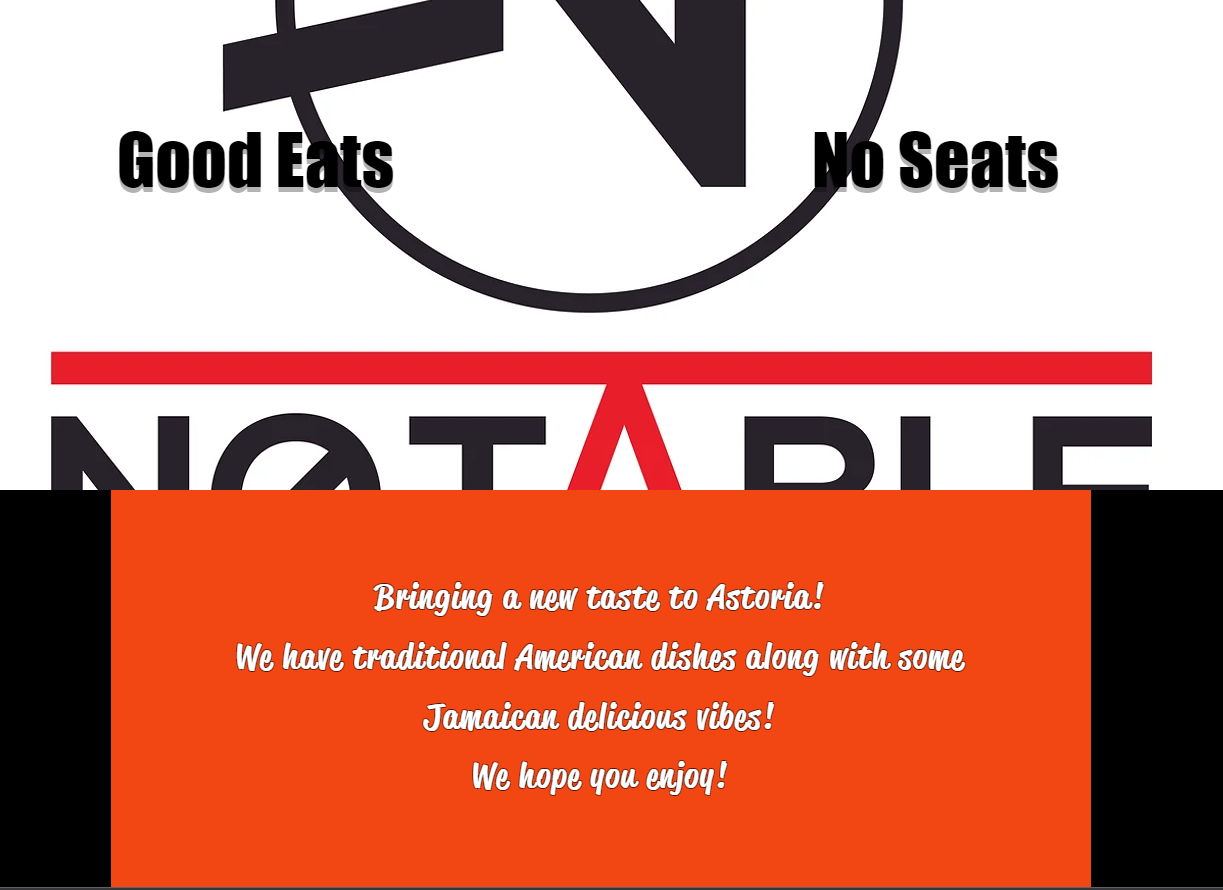 Good Eats No Seats
NØTABLE
Bringing a new taste to Astoria!
We have traditional American dishes along with some
Jamaican delicious vibes!
We hope you enjoy!